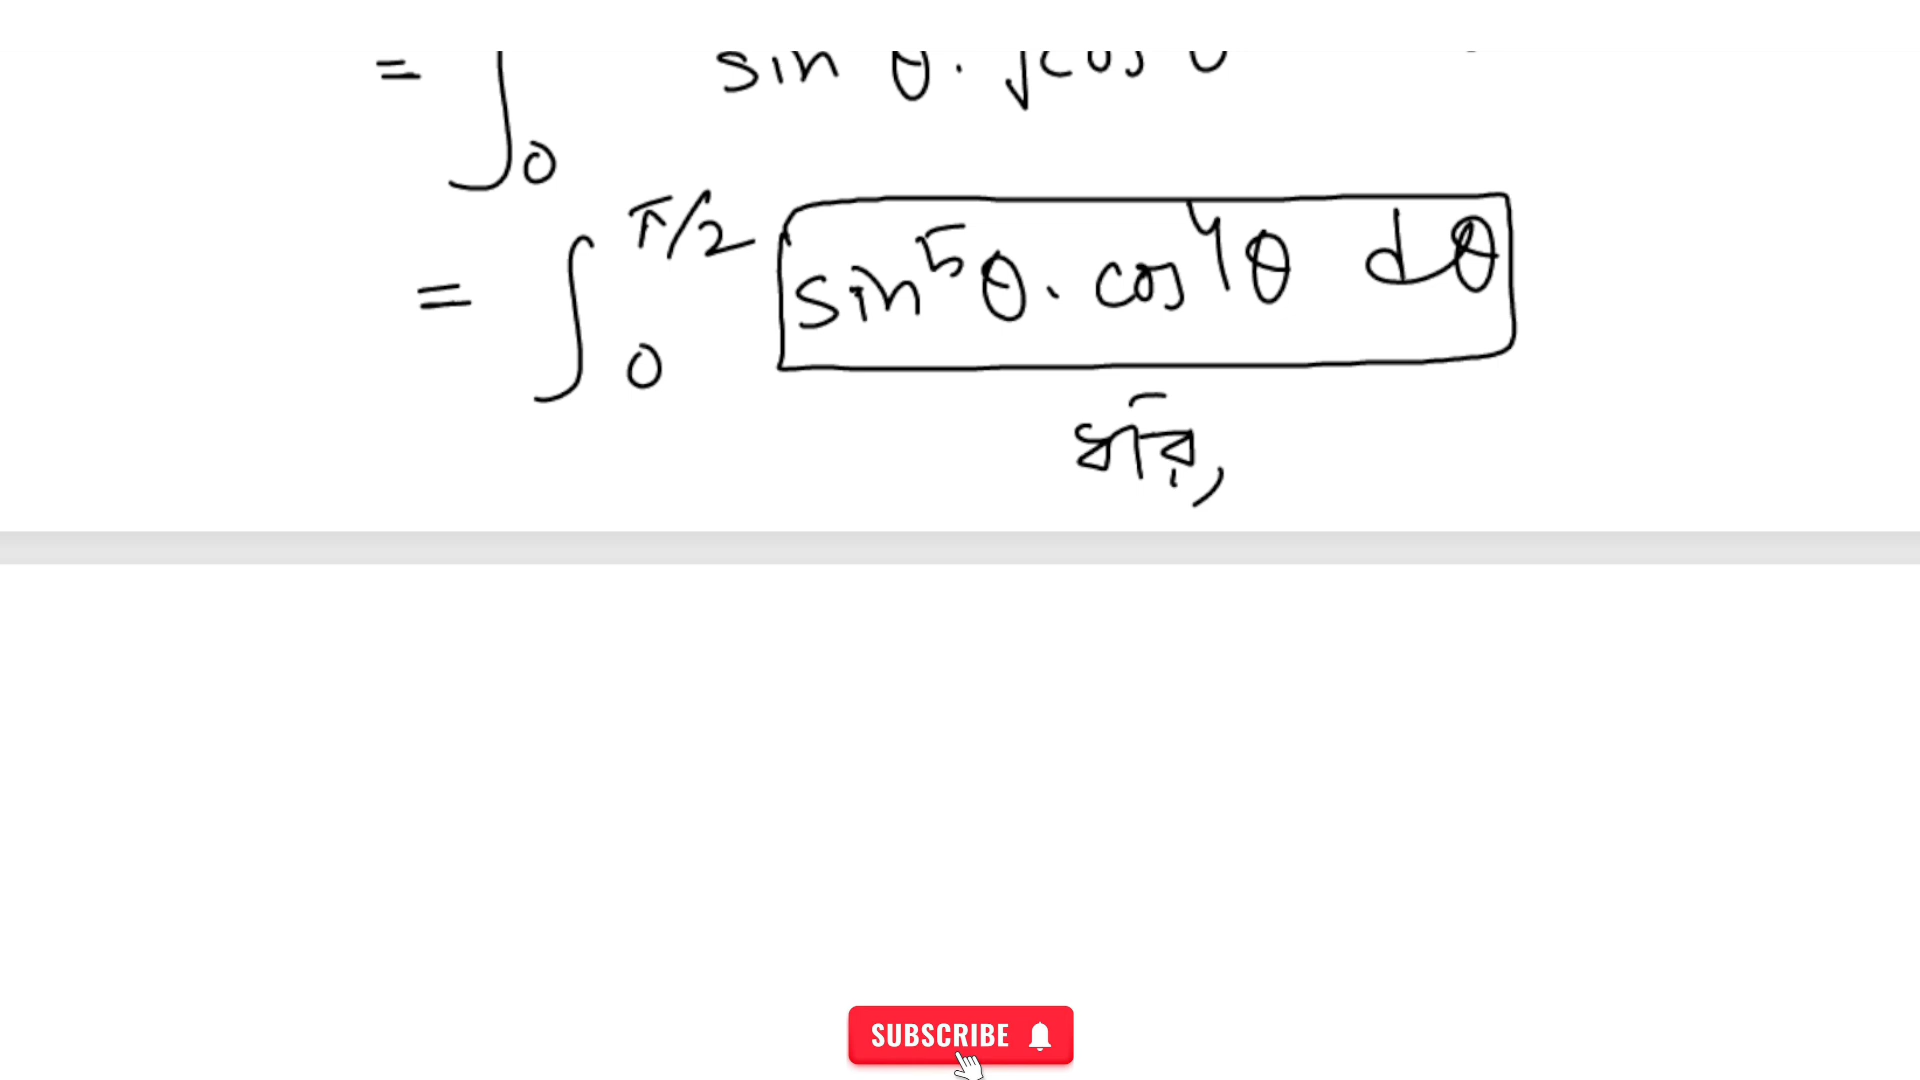 = ∫₀ sin θ. √cos θ
= ∫₀^π/2 sin⁵θ. cos⁴θ dθ
ধরি,
SUBSCRIBE